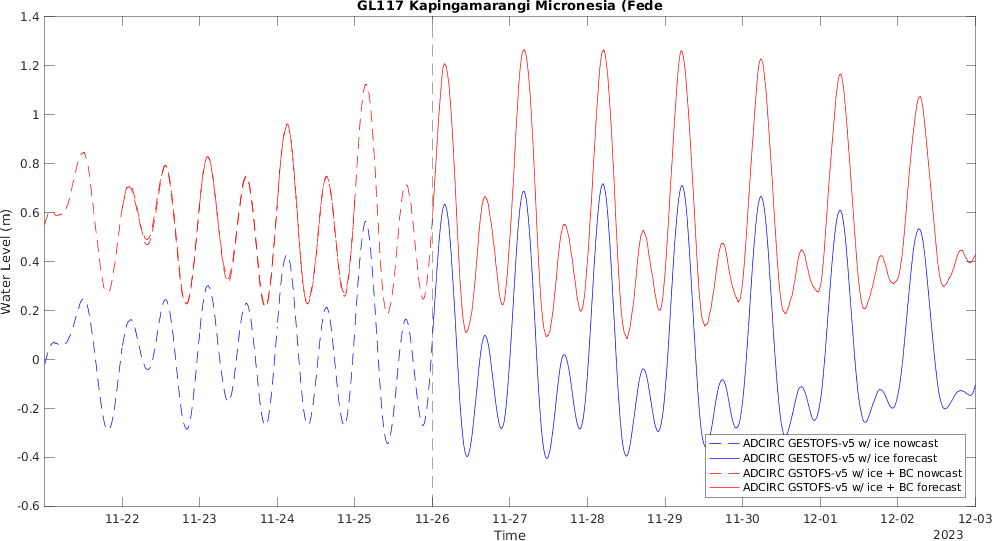 GL117 Kapingamarangi Micronesia (Fede
1.4
1.2
1
0.8
0.6
0.4
0.2
0
-0.2
-0.4
-0.6
Water Level (m)
ADCIRC GESTOFS-v5 w/ ice nowcast
ADCIRC GESTOFS-v5 w/ ice forecast
ADCIRC GSTOFS-v5 w/ ice + BC nowcast
ADCIRC GSTOFS-v5 w/ ice + BC forecast
11-22 11-23 11-24 11-25 11-26 11-27 11-28 11-29 11-30 12-01 12-02 12-03
Time
2023